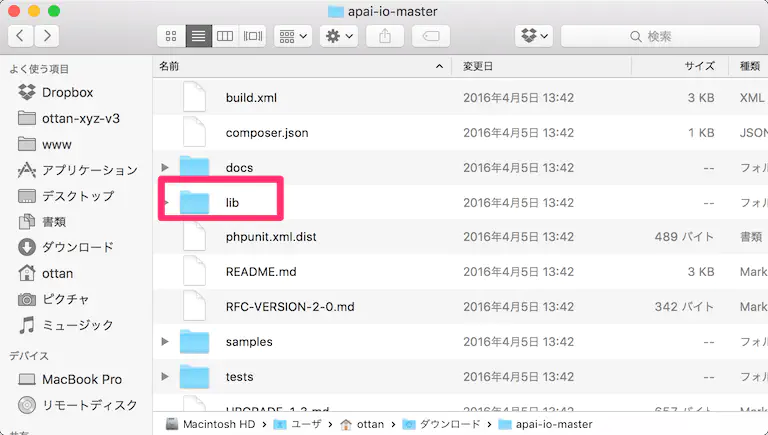 apai-io-master
検索
よく使う項目
Dropbox
ottan-xyz-v3
www
アプリケーション
デスクトップ
書類
ダウンロード
ottan
ピクチャ
ミュージック
デバイス
MacBook Pro
リモートディスク
名前 変更日 サイズ 種類
build.xml 2016年4月5日 13:42 3 KB XML
composer.json 2016年4月5日 13:42 1 KB JSON
docs 2016年4月5日 13:42 -- フォル
lib 2016年4月5日 13:42 -- フォル
phpunit.xml.dist 2016年4月5日 13:42 489 バイト 書類
README.md 2016年4月5日 13:42 3 KB Mark
RFC-VERSION-2-0.md 2016年4月5日 13:42 342 バイト Mark
samples 2016年4月5日 13:42 -- フォル
tests 2016年4月5日 13:42 -- フォル
UPGRADE-1-3.md 2016年4月5日 13:42 657 バイト Mark
Macintosh HD › ユーザ › ottan › ダウンロード › apai-io-master